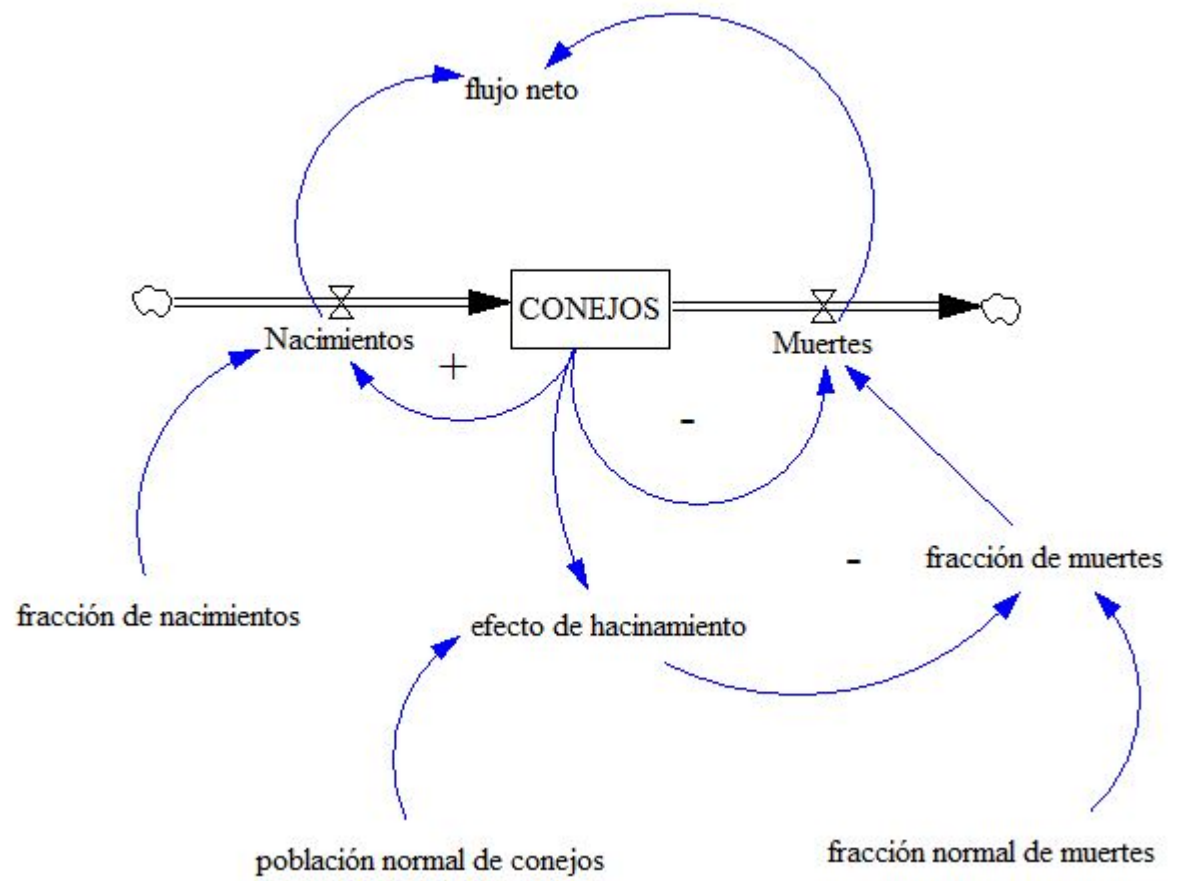 flujo neto
CONEJOS
Nacimientos
Muertes
+
-
-
fracción de muertes
fracción de nacimientos
efecto de hacinamiento
población normal de conejos
fracción normal de muertes